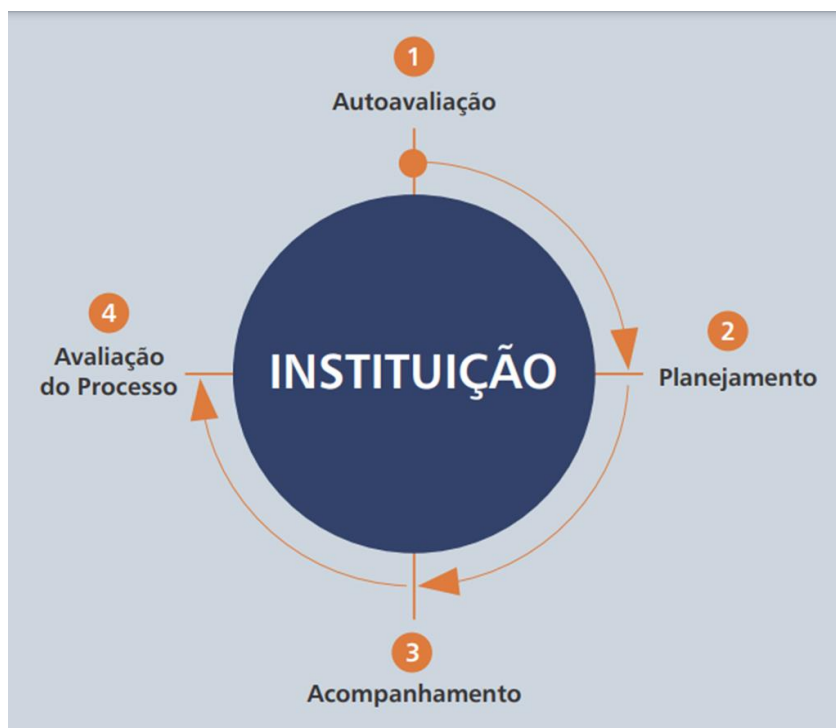 1
Autoavaliação
2
Planejamento
3
Acompanhamento
4
Avaliação
do Processo
INSTITUIÇÃO